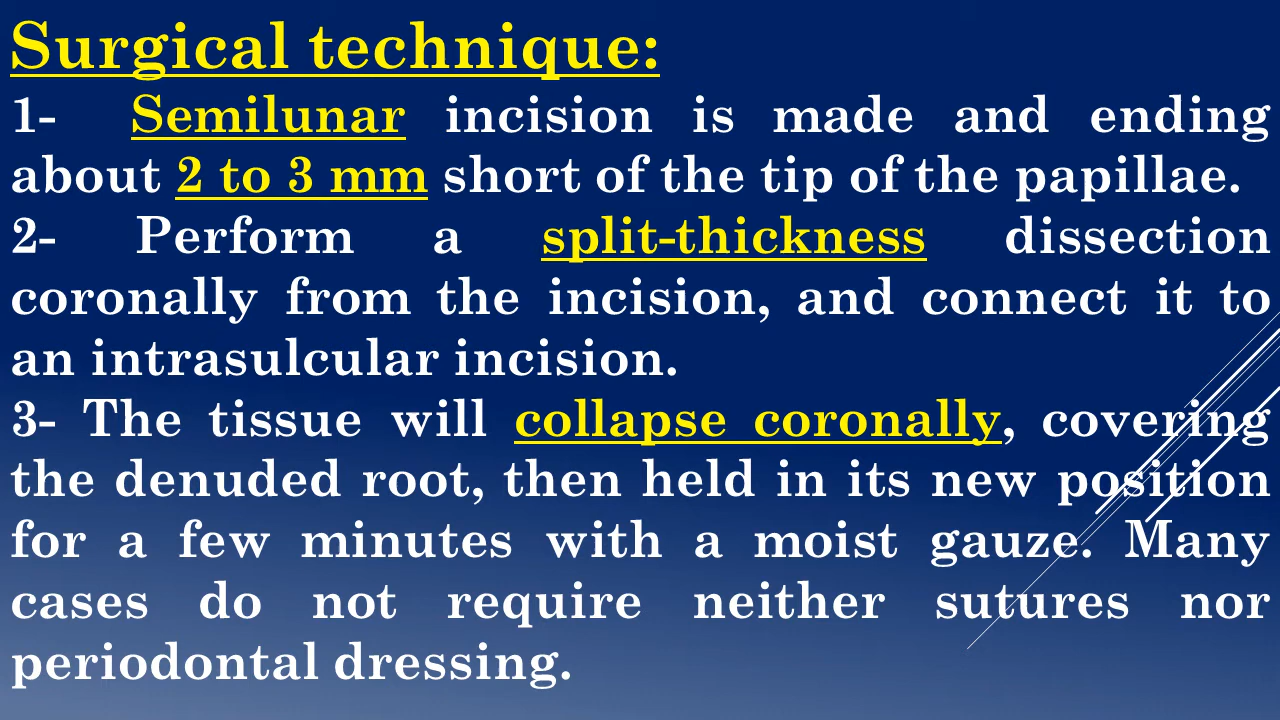 Surgical technique:
1- Semilunar incision is made and ending
about 2 to 3 mm short of the tip of the papillae.
2- Perform a split-thickness dissection
coronally from the incision, and connect it to
an intrasulcular incision.
3- The tissue will collapse coronally, covering
the denuded root, then held in its new position
for a few minutes with a moist gauze. Many
cases do not require neither sutures nor
periodontal dressing.